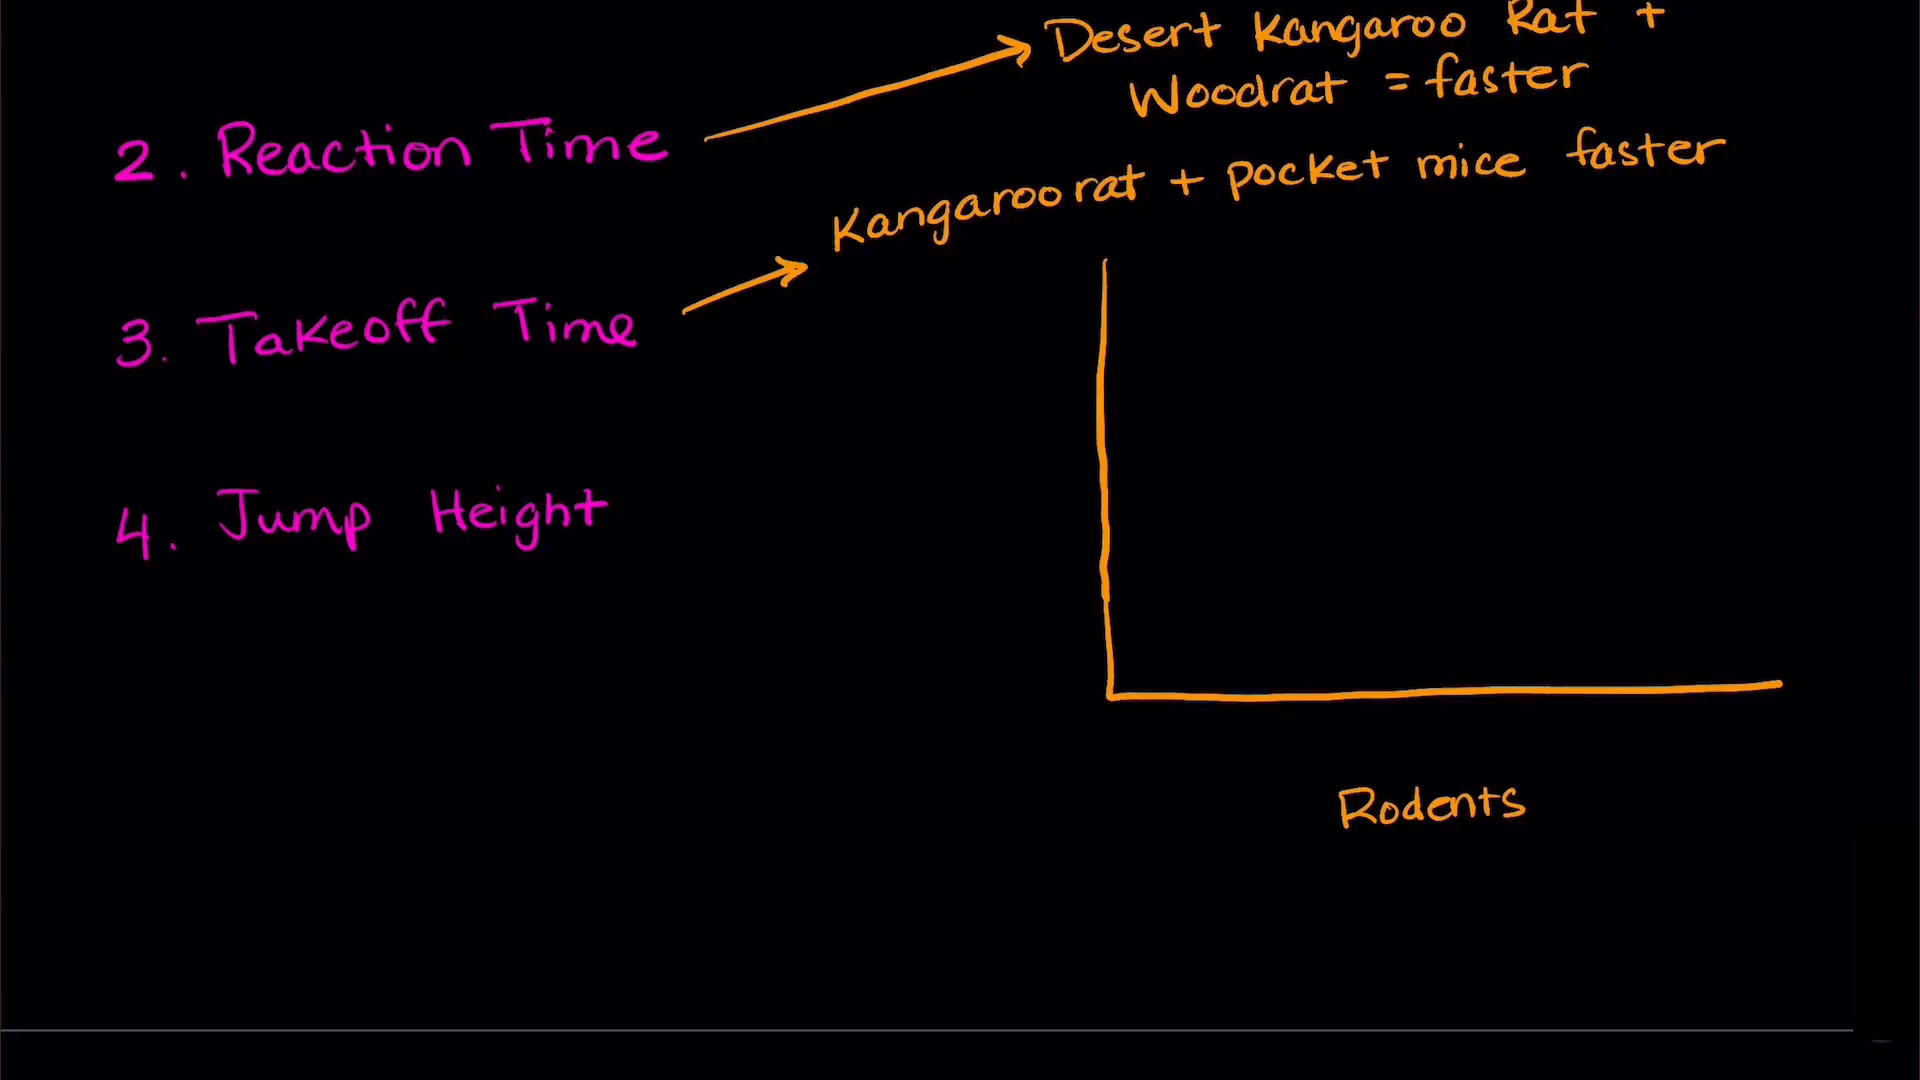 Desert Kangaroo Rat +
Woodrat = faster
2. Reaction Time
Kangaroo rat + pocket mice faster
3. Takeoff Time
4. Jump Height
Rodents